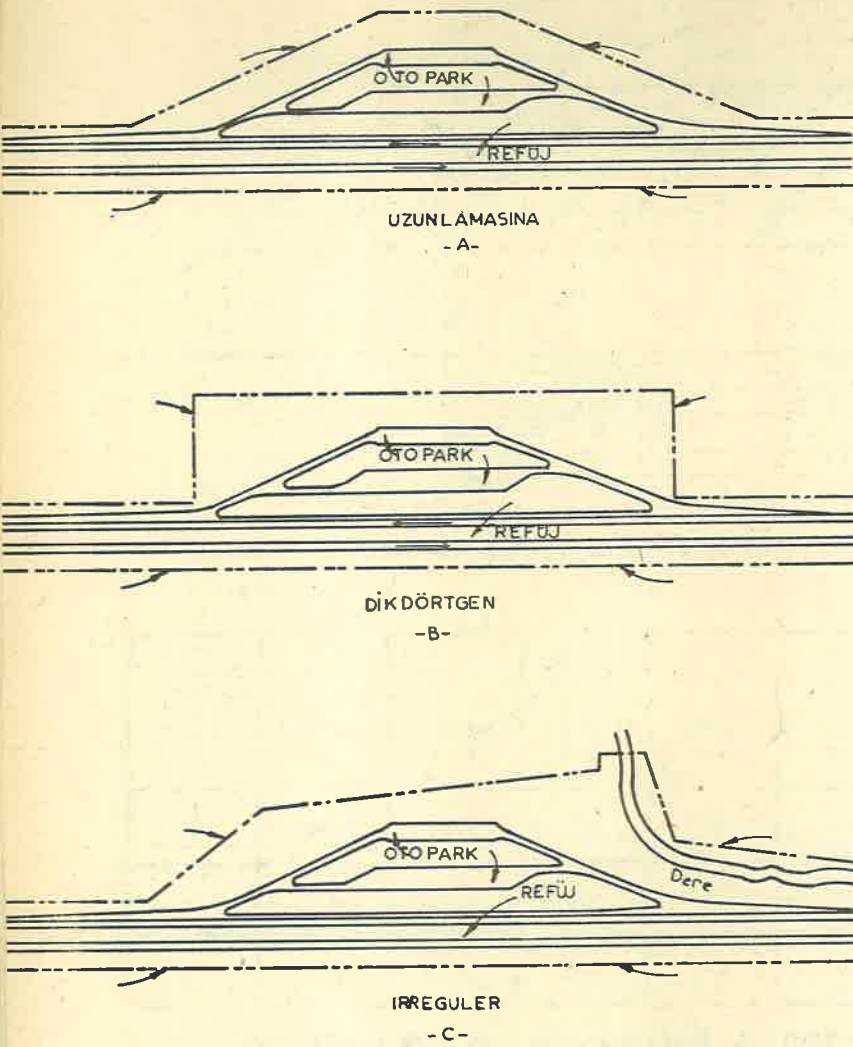 OTO PARK
REFÜJ
UZUNLAMASINA
-A-
OTO PARK
REFÜJ
DİKDÖRTGEN
-B-
OTO PARK
REFÜJ
Dere
IRREGULER
-C-